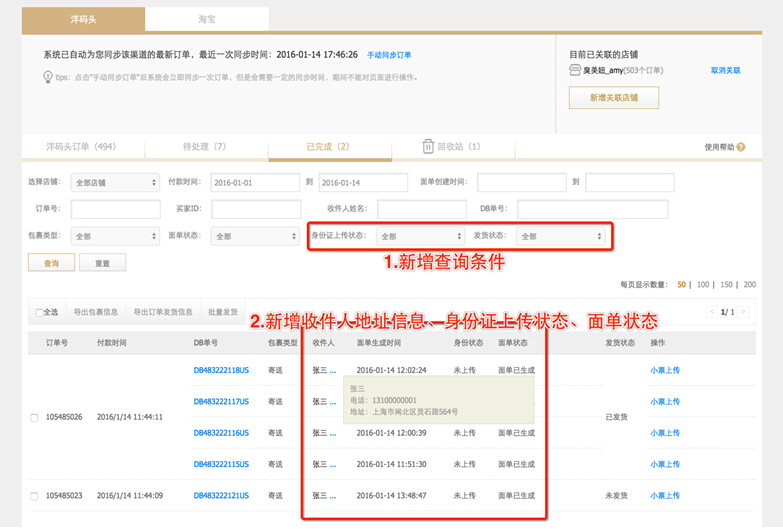 洋码头 淘宝
系统已自动为您同步该渠道的最新订单，最近一次同步时间：2016-01-14 17:46:26 手动同步订单
tips：点击"手动同步订单"后系统会立即同步一次订单，但是会需要一定的同步时间，期间不能对页面进行操作。
目前已关联的店铺
臭美妞_amy(503个订单) 取消关联
新增关联店铺
洋码头订单（494） 待处理（7） 已完成（2） 回收站（1） 使用帮助 ?
选择店铺： 全部店铺 付款时间： 2016-01-01 到 2016-01-14 面单创建时间： 到
订单号： 买家ID： 收件人姓名： DB单号：
包裹类型： 全部 面单状态： 全部 身份证上传状态： 全部 发货状态： 全部
查询 重置
1.新增查询条件
每页显示数量： 50 | 100 | 150 | 200
全选 导出包裹信息 导出订单发货信息 批量发货
2.新增收件人地址信息、身份证上传状态、面单状态
< 1/ 1 >
订单号 付款时间 DB单号 包裹类型 收件人 面单生成时间 身份状态 面单状态 发货状态 操作
DB483222118US 寄送 张三 ... 2016-01-14 12:02:24 未上传 面单已生成 小票上传
DB483222117US 寄送 张三 ... 小票上传
张三
电话：13100000001
地址：上海市闸北区灵石路564号
105485026 2016/1/14 11:44:11 已发货
DB483222116US 寄送 张三 ... 2016-01-14 12:00:39 未上传 面单已生成 小票上传
DB483222115US 寄送 张三 ... 2016-01-14 11:51:30 未上传 面单已生成 小票上传
105485023 2016/1/14 11:44:09 DB483222121US 寄送 张三 ... 2016-01-14 13:48:47 未上传 面单已生成 未发货 小票上传